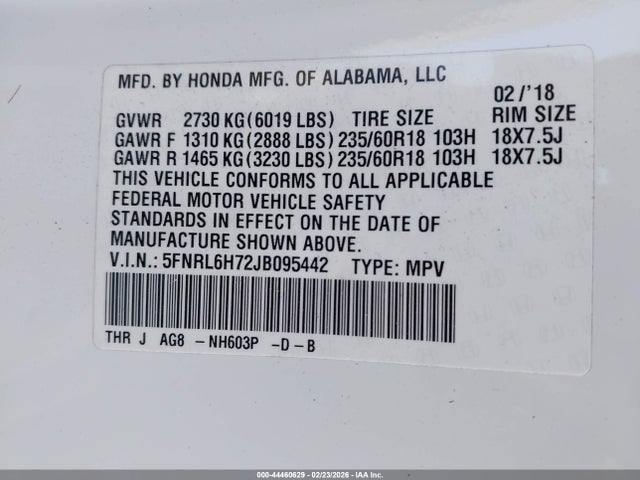 MFD. BY HONDA MFG. OF ALABAMA, LLC
02 /'18
GVWR 2730 KG(6019 LBS) TIRE SIZE RIM SIZE
GAWR F 1310 KG(2888 LBS) 235/60R18 103H 18X7.5J
GAWR R 1465 KG(3230 LBS) 235/60R18 103H 18X7.5J
THIS VEHICLE CONFORMS TO ALL APPLICABLE
FEDERAL MOTOR VEHICLE SAFETY
STANDARDS IN EFFECT ON THE DATE OF
MANUFACTURE SHOWN ABOVE.
V.I.N.: 5FNRL6H72JB095442 TYPE: MPV
THR J AG8 - NH603P -D - B
000-44460629 - 02/23/2026 - IAA Inc.